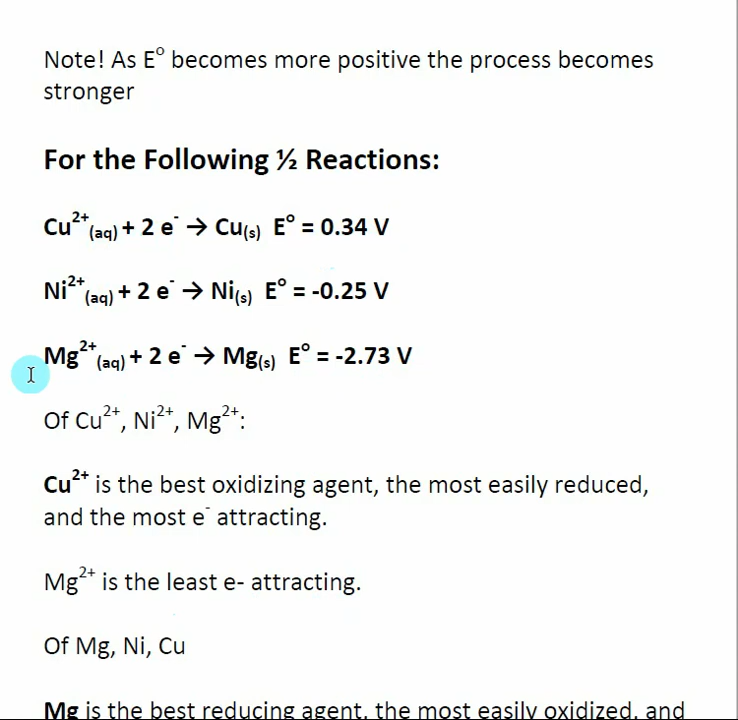 Note! As E° becomes more positive the process becomes
stronger
For the Following ½ Reactions:
Cu²⁺(aq) + 2 e⁻ → Cu(s) E° = 0.34 V
Ni²⁺(aq) + 2 e⁻ → Ni(s) E° = -0.25 V
Mg²⁺(aq) + 2 e⁻ → Mg(s) E° = -2.73 V
Of Cu²⁺, Ni²⁺, Mg²⁺:
Cu²⁺ is the best oxidizing agent, the most easily reduced,
and the most e⁻ attracting.
Mg²⁺ is the least e- attracting.
Of Mg, Ni, Cu
Mg is the best reducing agent, the most easily oxidized, and